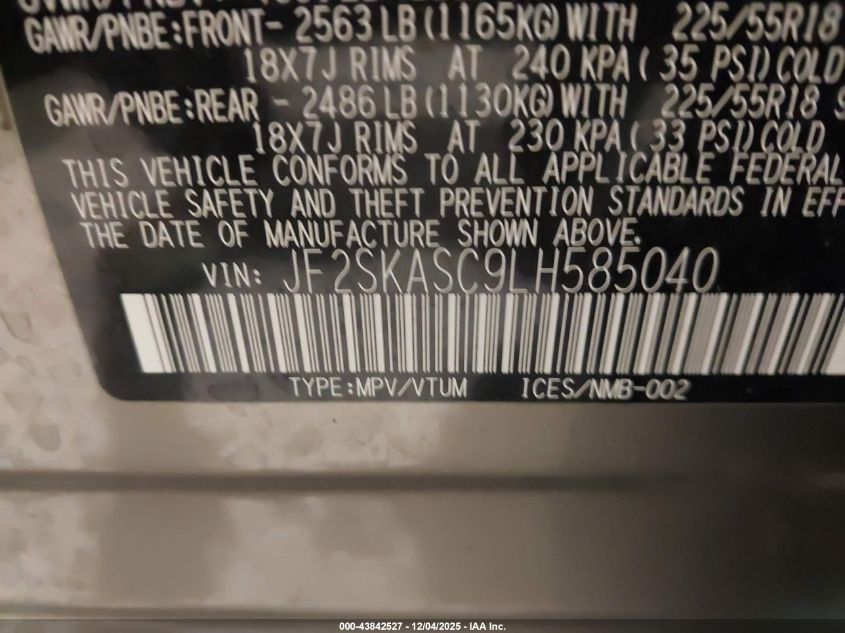 GAWR/PNBE:FRONT- 2563 LB(1165KG)WITH 225/55R18
18X7J RIMS AT 240 KPA( 35 PSI)COLD
GAWR/PNBE:REAR - 2486 LB(1130KG)WITH 225/55R18 9
18X7J RIMS AT 230 KPA( 33 PSI)COLD
THIS VEHICLE CONFORMS TO ALL APPLICABLE FEDERAL
VEHICLE SAFETY AND THEFT PREVENTION STANDARDS IN EFF
THE DATE OF MANUFACTURE SHOWN ABOVE.
VIN: JF2SKASC9LH585040
TYPE:MPV/VTUM ICES/NMB-002
000-43842527 - 12/04/2025 - IAA Inc.